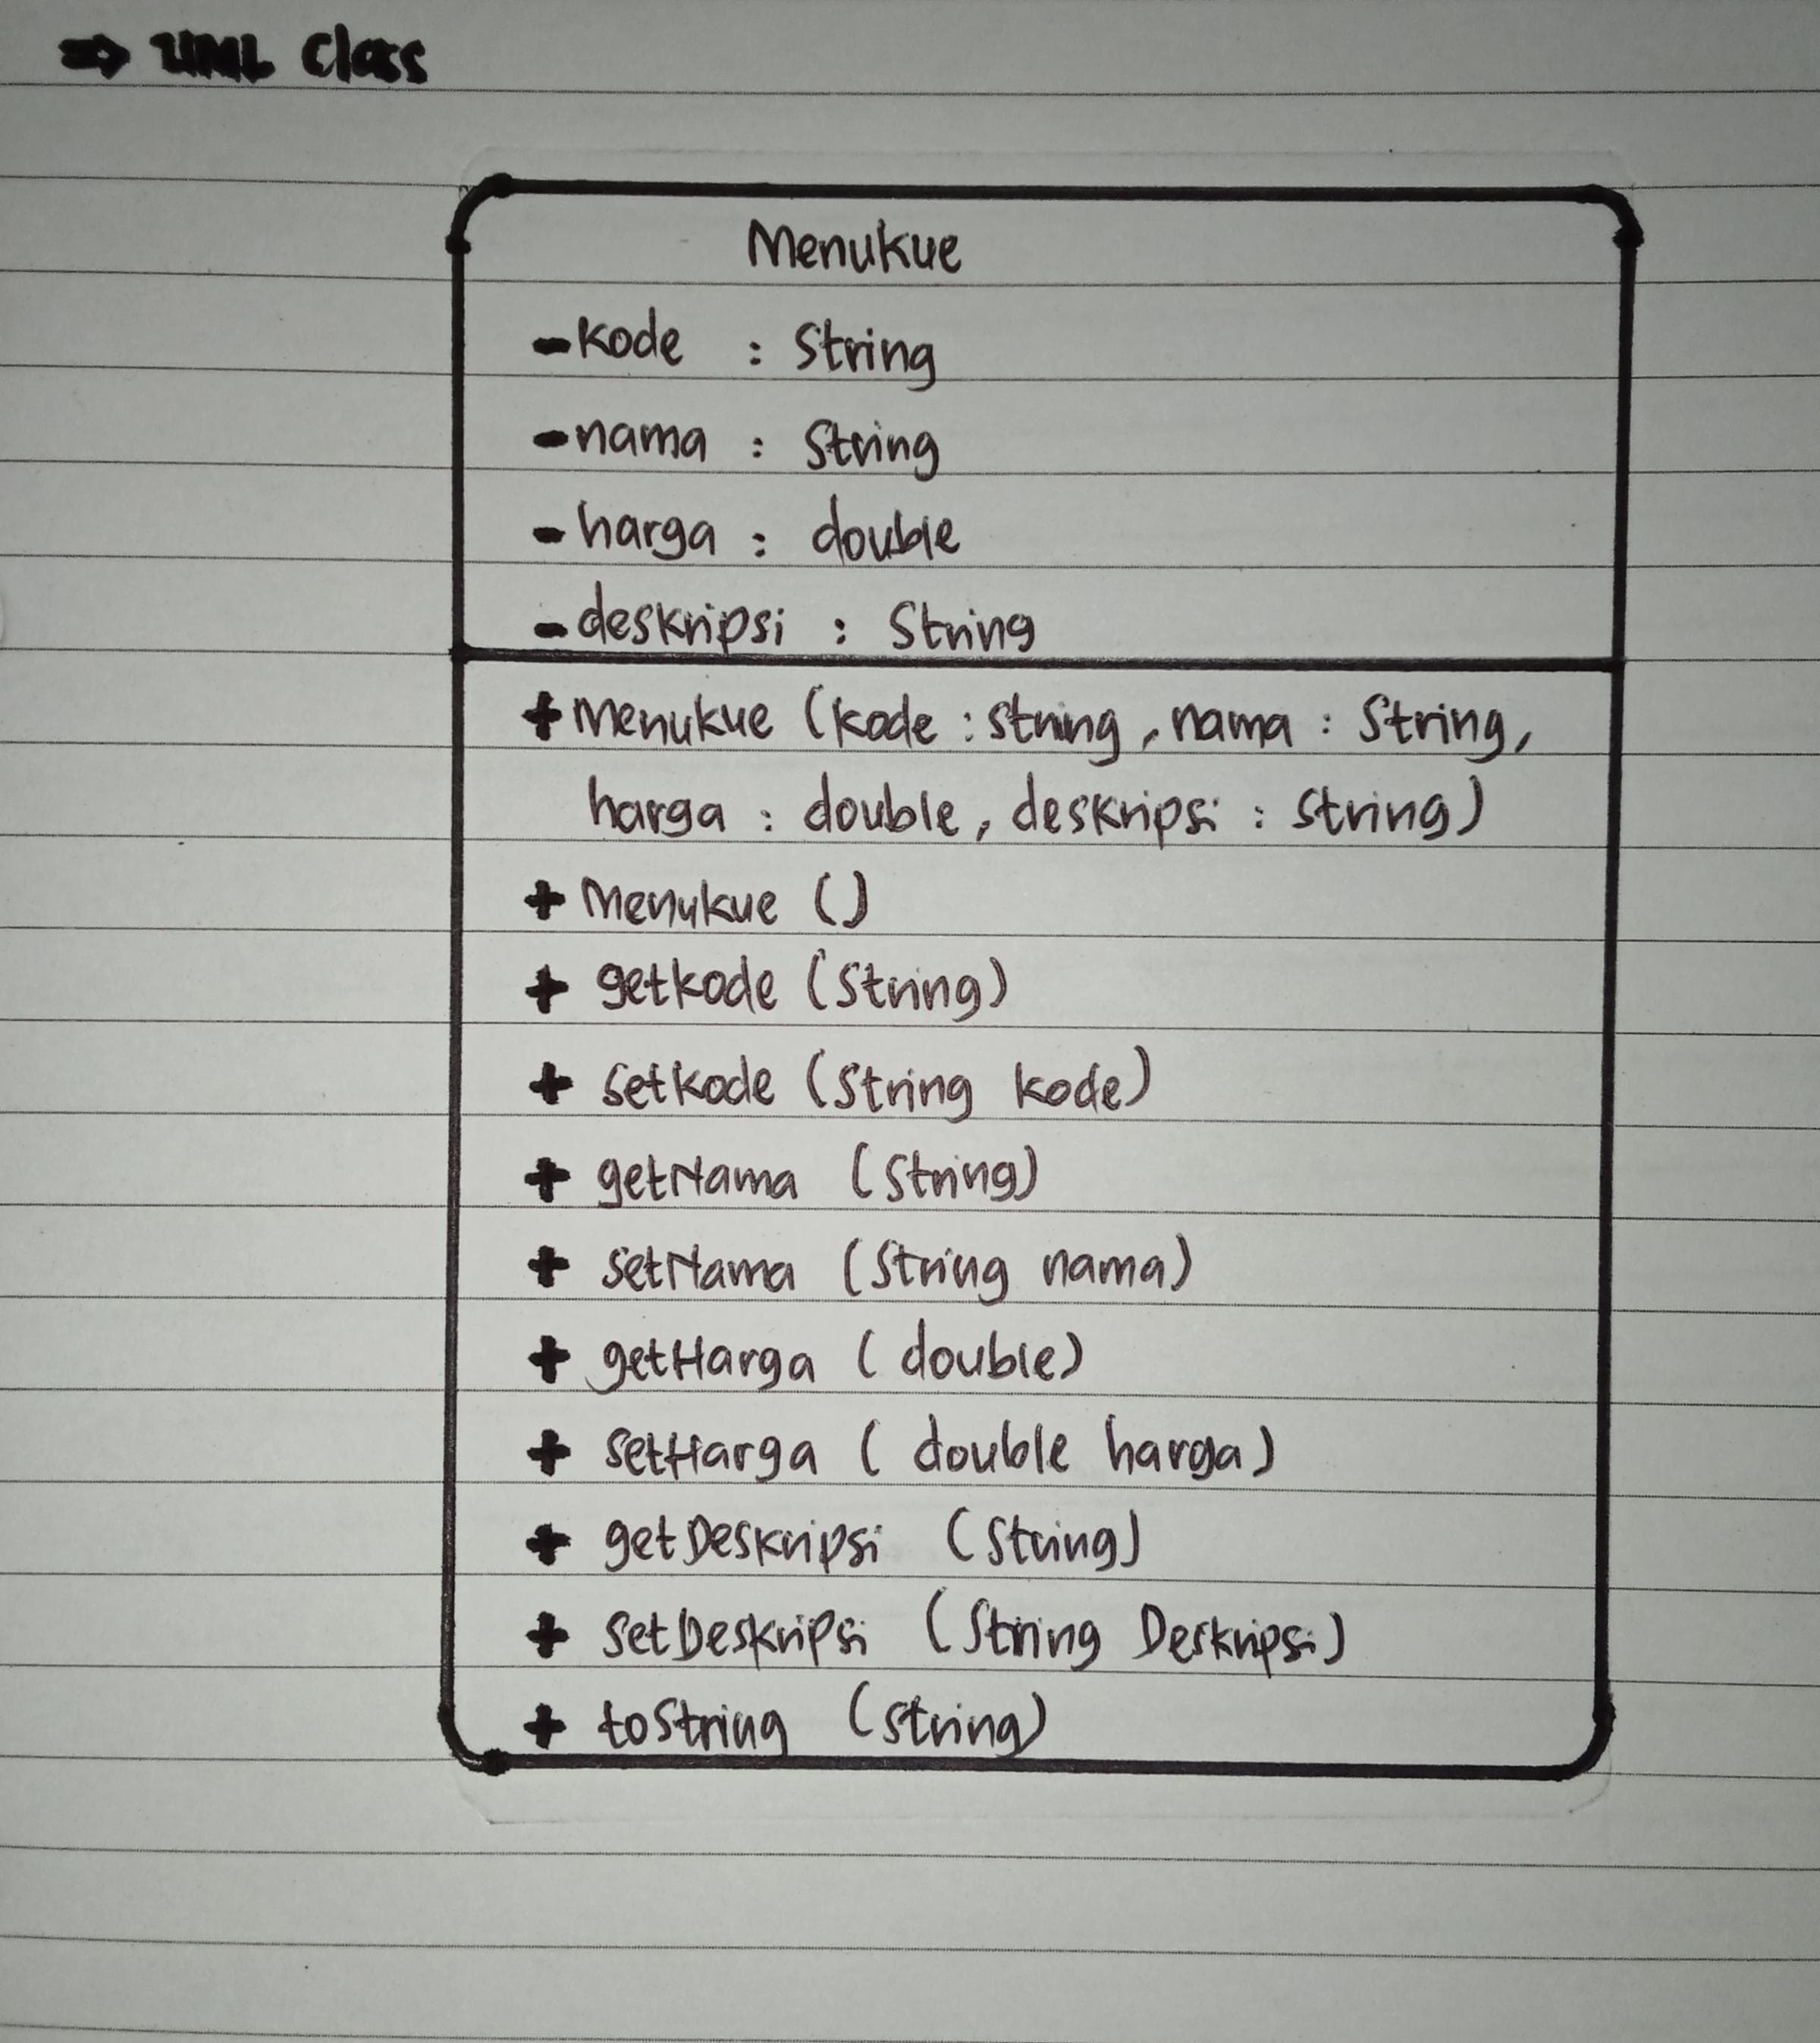 ⇒ UML Class
Menukue
- kode : String
- nama : String
- harga : double
- deskripsi : String
+ Menukue (kode : string, nama : String,
harga : double, deskripsi : String)
+ Menukue ()
+ getkode (String)
+ setkode (String kode)
+ getNama (String)
+ setNama (String nama)
+ getHarga (double)
+ setHarga (double harga)
+ getDeskripsi (String)
+ setDeskripsi (String Deskripsi)
+ toString (String)